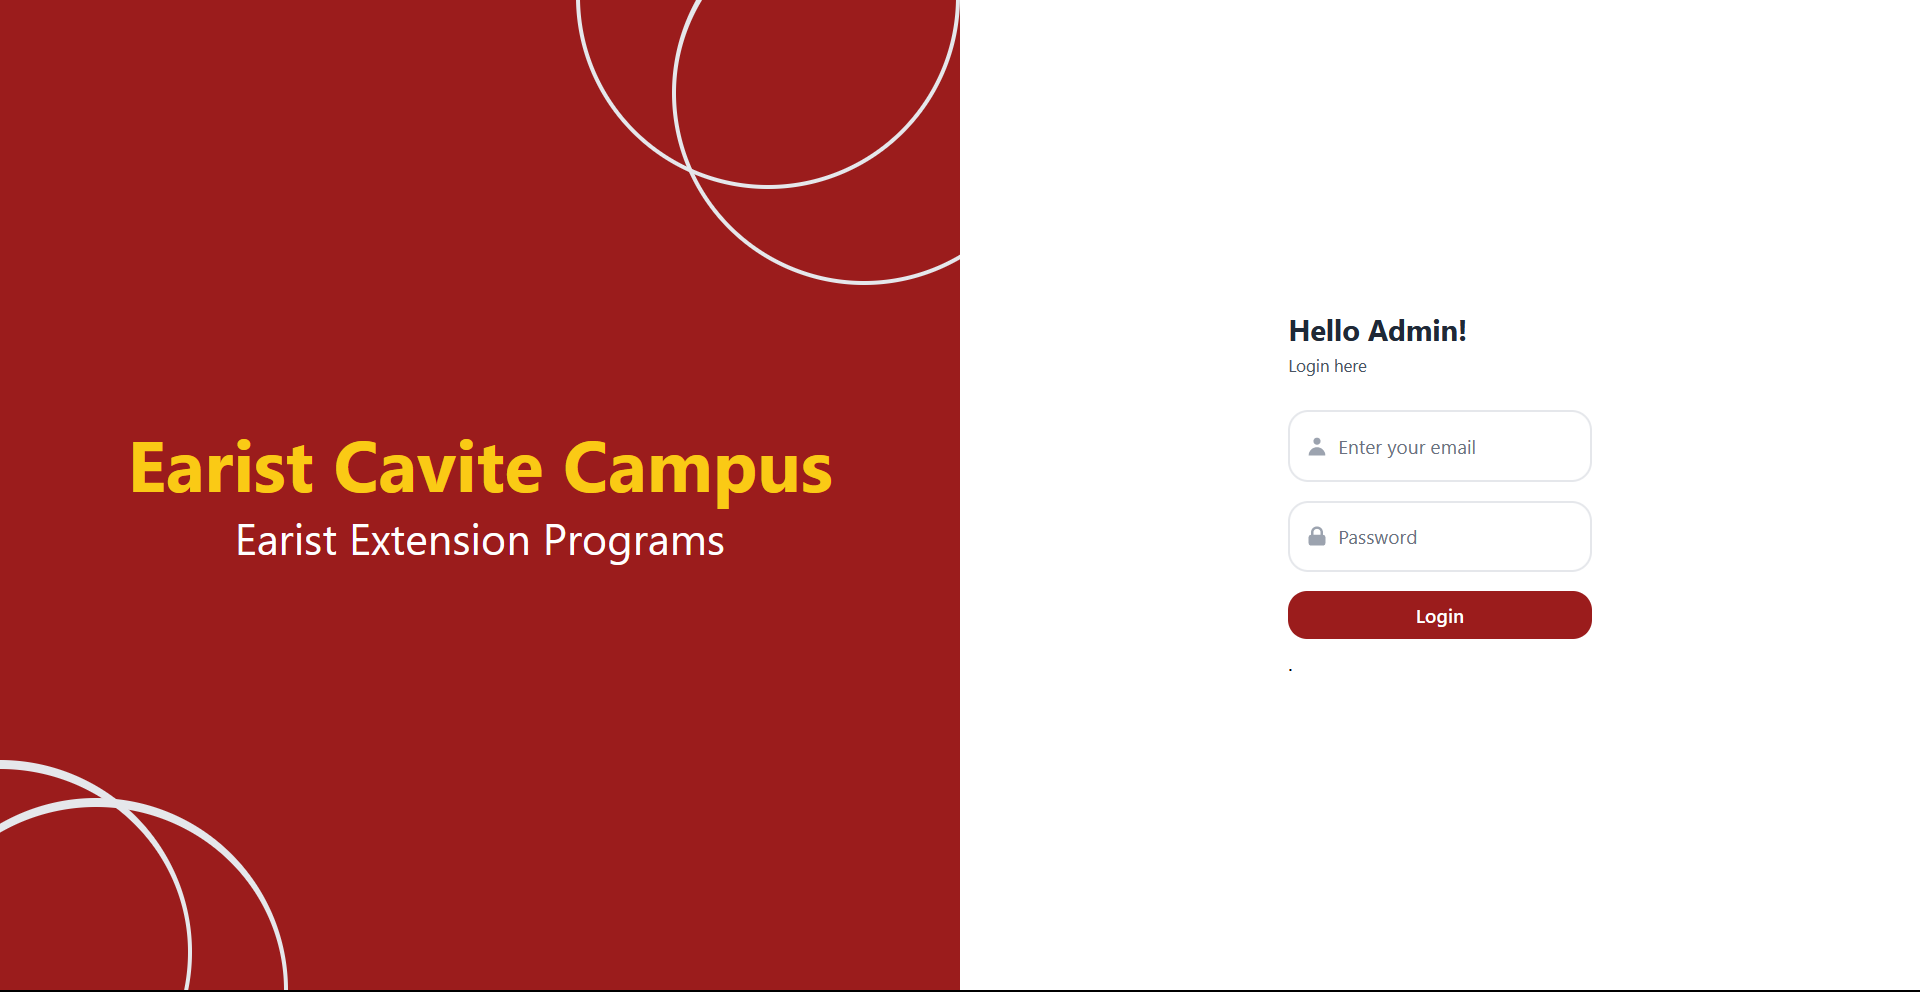 Earist Cavite Campus
Earist Extension Programs
Hello Admin!
Login here
Enter your email
Password
Login
.